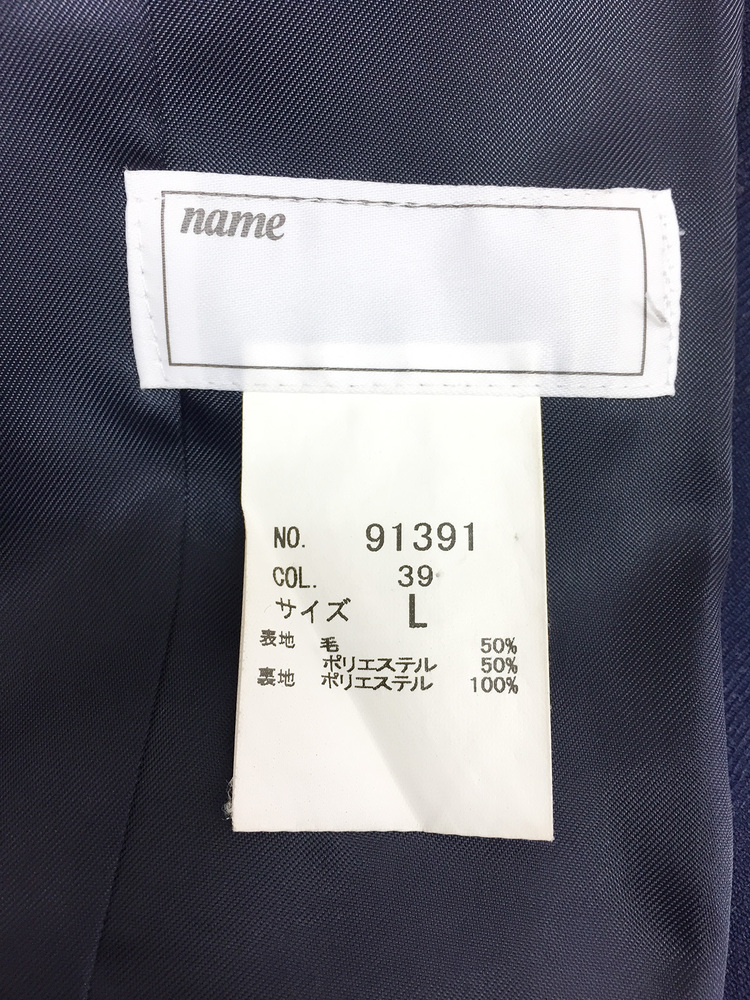 name
NO. 91391
COL. 39
サイズ L
表地 毛 50%
ポリエステル 50%
裏地 ポリエステル 100%